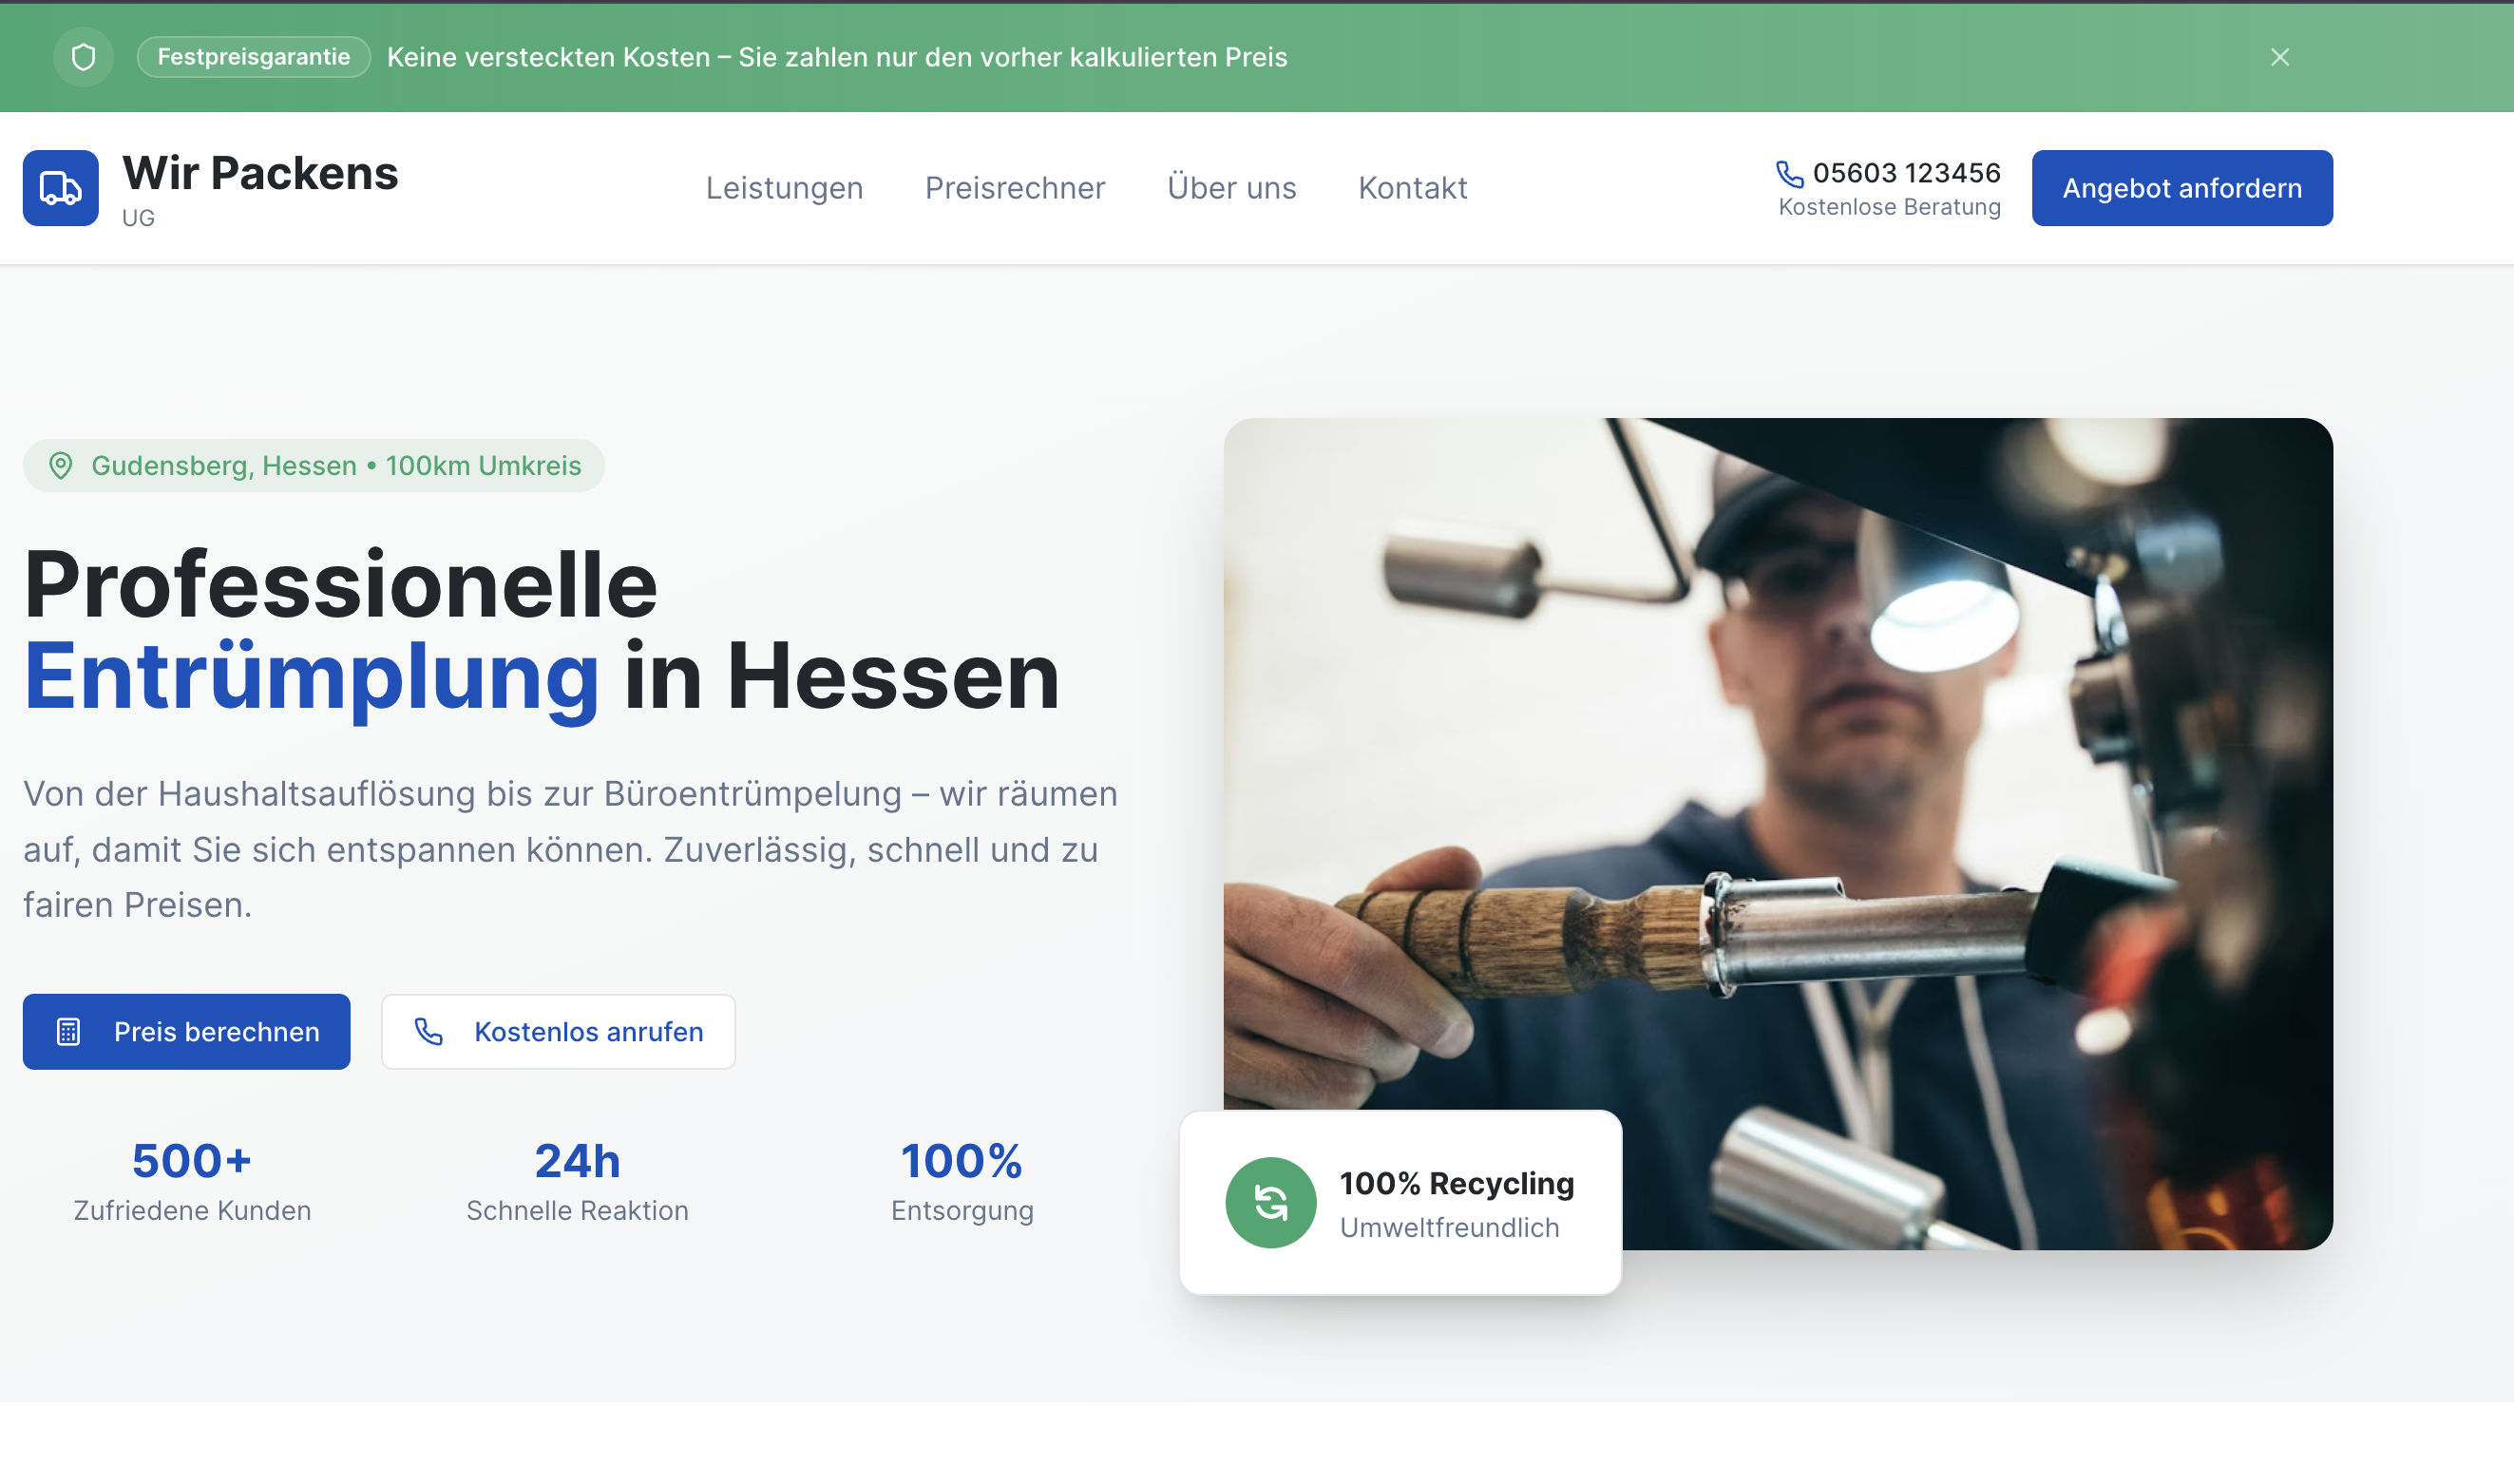 Festpreisgarantie Keine versteckten Kosten – Sie zahlen nur den vorher kalkulierten Preis
Wir Packens
UG
Leistungen Preisrechner Über uns Kontakt
05603 123456
Kostenlose Beratung
Angebot anfordern
Gudensberg, Hessen • 100km Umkreis
Professionelle
Entrümplung in Hessen
Von der Haushaltsauflösung bis zur Büroentrümpelung – wir räumen
auf, damit Sie sich entspannen können. Zuverlässig, schnell und zu
fairen Preisen.
Preis berechnen
Kostenlos anrufen
500+
Zufriedene Kunden
24h
Schnelle Reaktion
100%
Entsorgung
100% Recycling
Umweltfreundlich